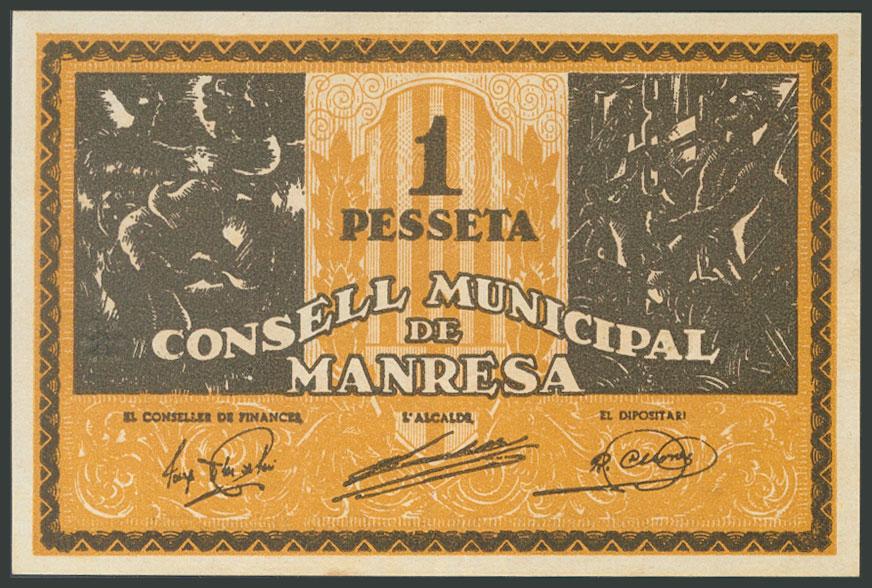 1
PESSETA
CONSELL MUNICIPAL
DE
MANRESA
EL CONSELLER DE FINANCES, L'ALCALDE, EL DIPOSITARI